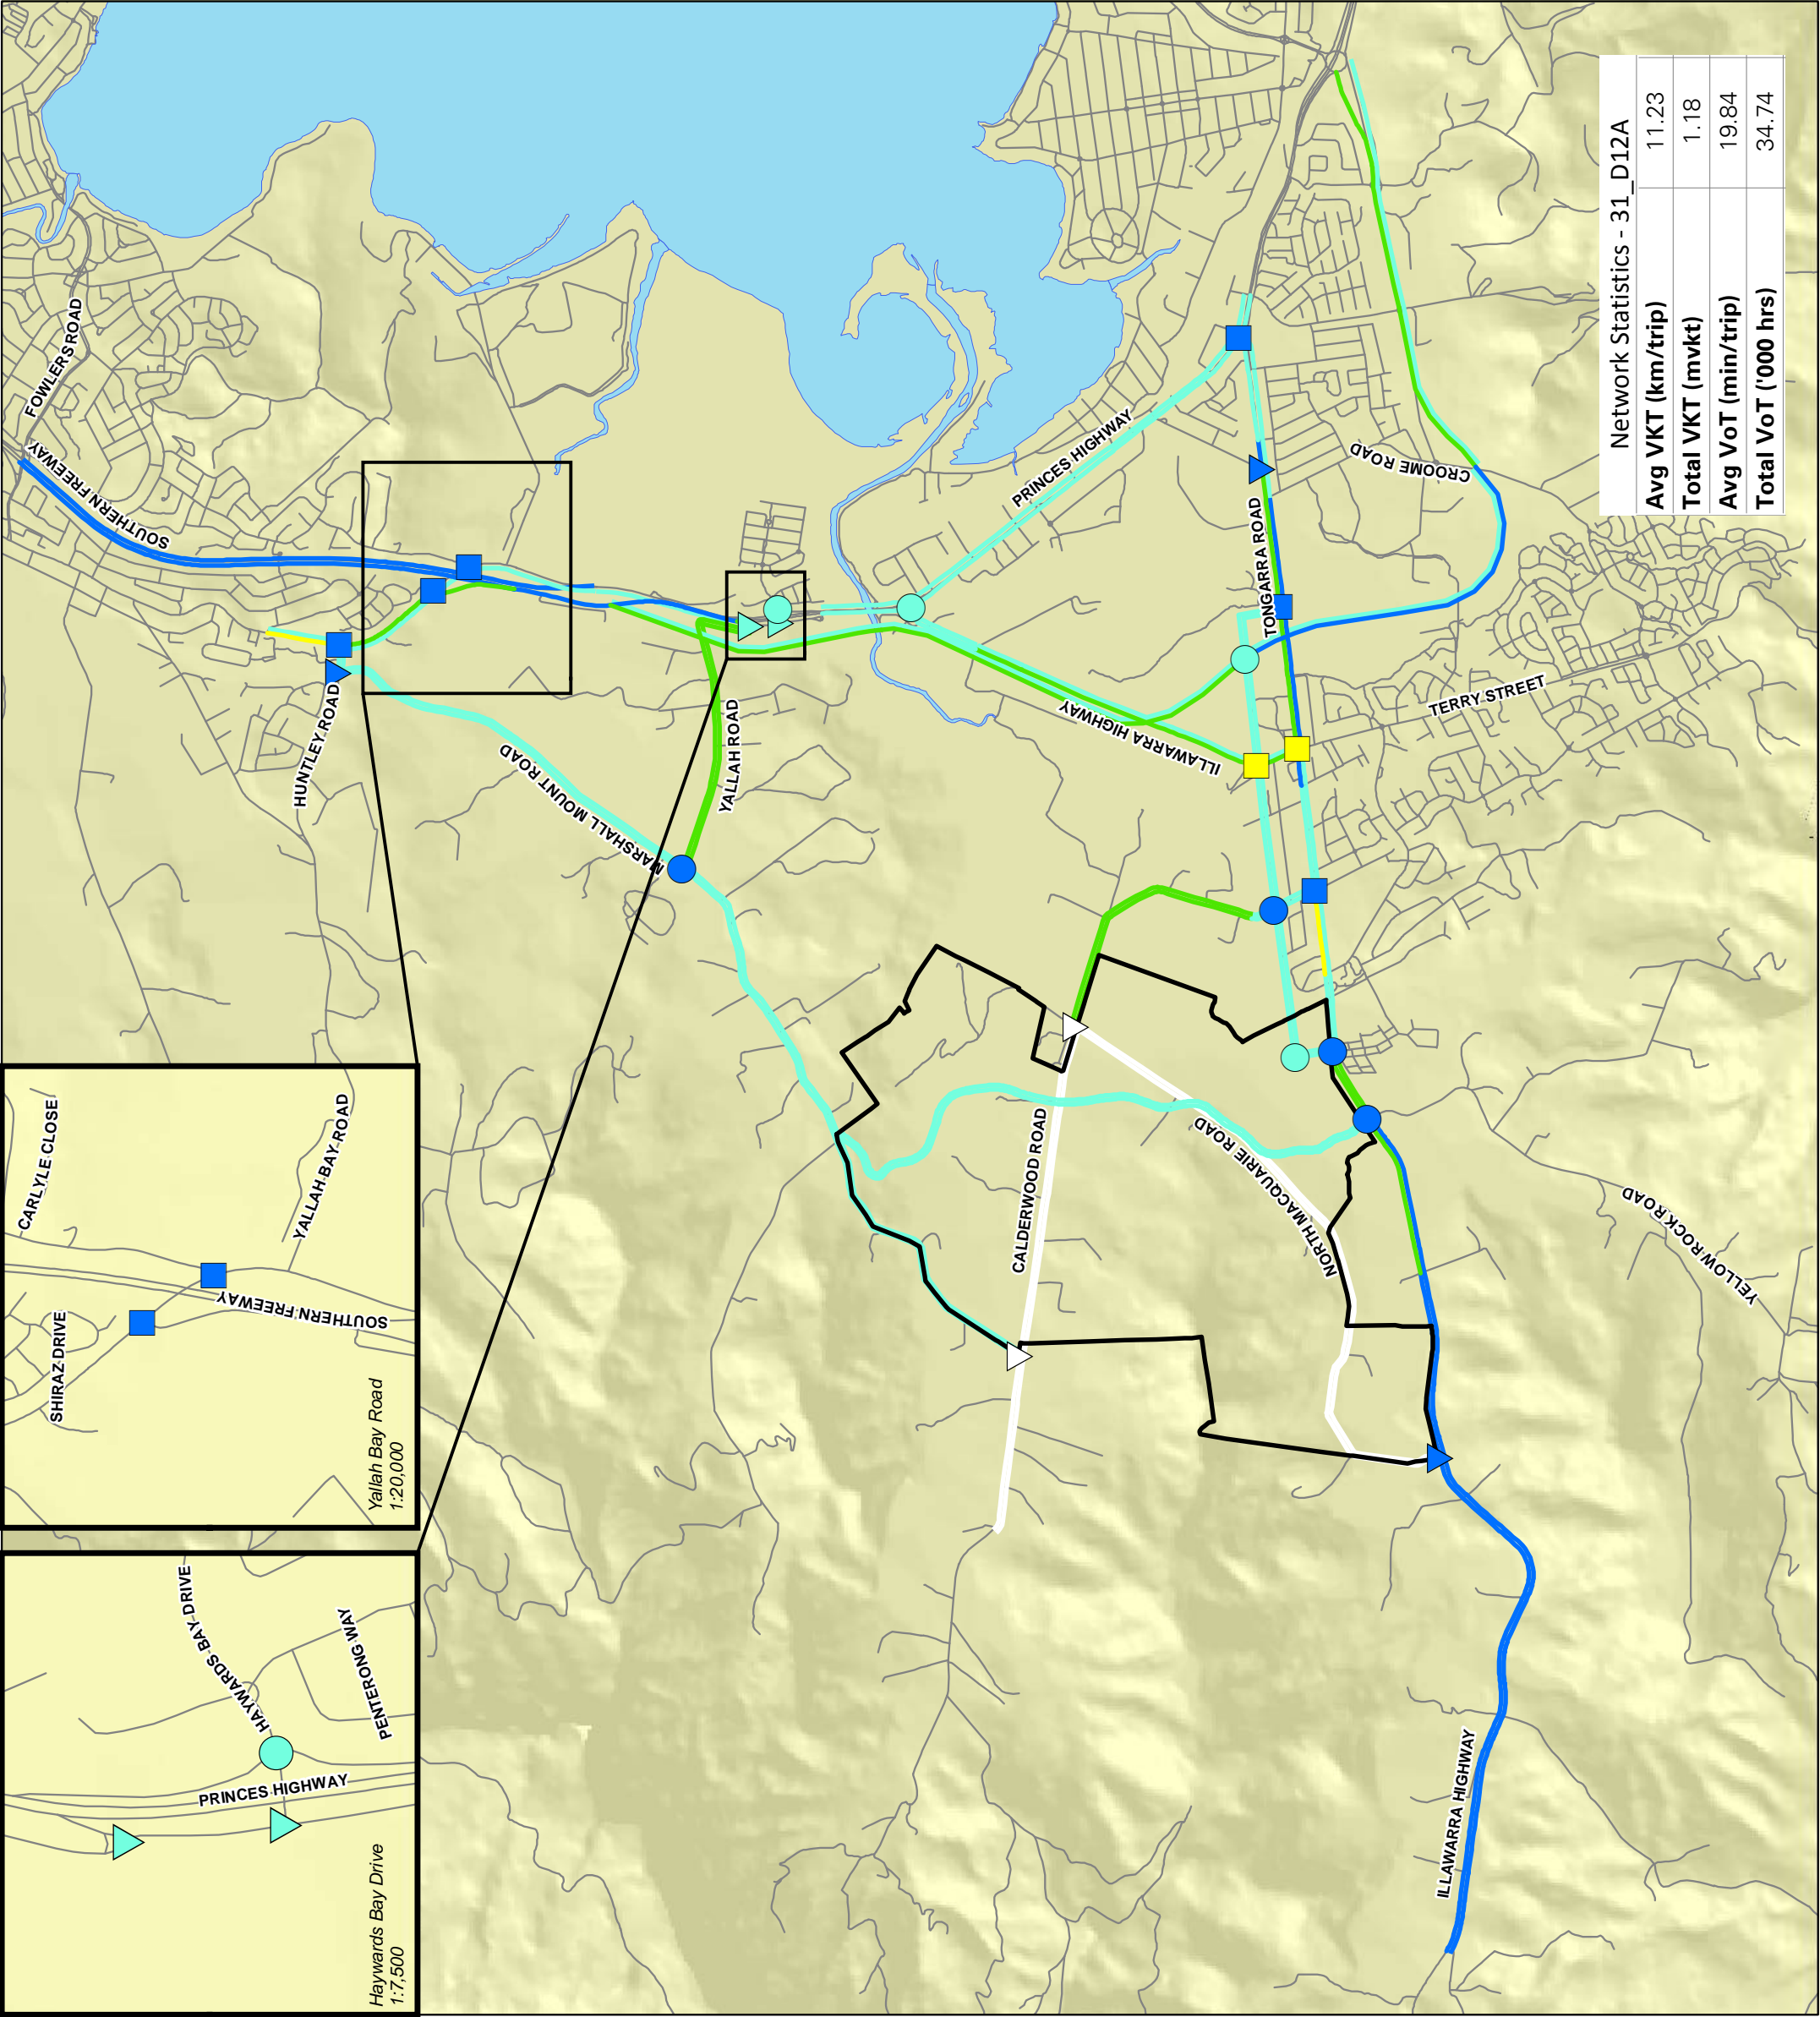 FOWLERS ROAD
SOUTHERN FREEWAY
HUNTLEY ROAD
MARSHALL MOUNT ROAD
YALLAH ROAD
PRINCES HIGHWAY
ILLAWARRA HIGHWAY
TONGARRA ROAD
CROOME ROAD
TERRY STREET
CALDERWOOD ROAD
NORTH MACQUARIE ROAD
YELLOW ROCK ROAD
ILLAWARRA HIGHWAY
CARLYLE CLOSE
YALLAH BAY ROAD
SHIRAZ DRIVE
SOUTHERN FREEWAY
Yallah Bay Road
1:20,000
HAYWARDS BAY DRIVE
PENTERONG WAY
PRINCES HIGHWAY
Haywards Bay Drive
1:7,500
Network Statistics - 31_D12A
Avg VKT (km/trip) 11.23
Total VKT (mvkt) 1.18
Avg VoT (min/trip) 19.84
Total VoT ('000 hrs) 34.74